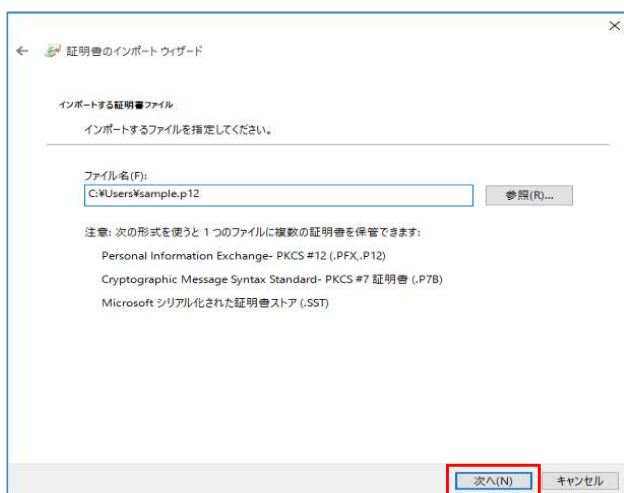 証明書のインポート ウィザード
インポートする証明書ファイル
インポートするファイルを指定してください。
ファイル名(F):
C:¥Users¥sample.p12
参照(R)...
注意: 次の形式を使うと 1 つのファイルに複数の証明書を保管できます:
Personal Information Exchange- PKCS #12 (.PFX,.P12)
Cryptographic Message Syntax Standard- PKCS #7 証明書 (.P7B)
Microsoft シリアル化された証明書ストア (.SST)
次へ(N)
キャンセル